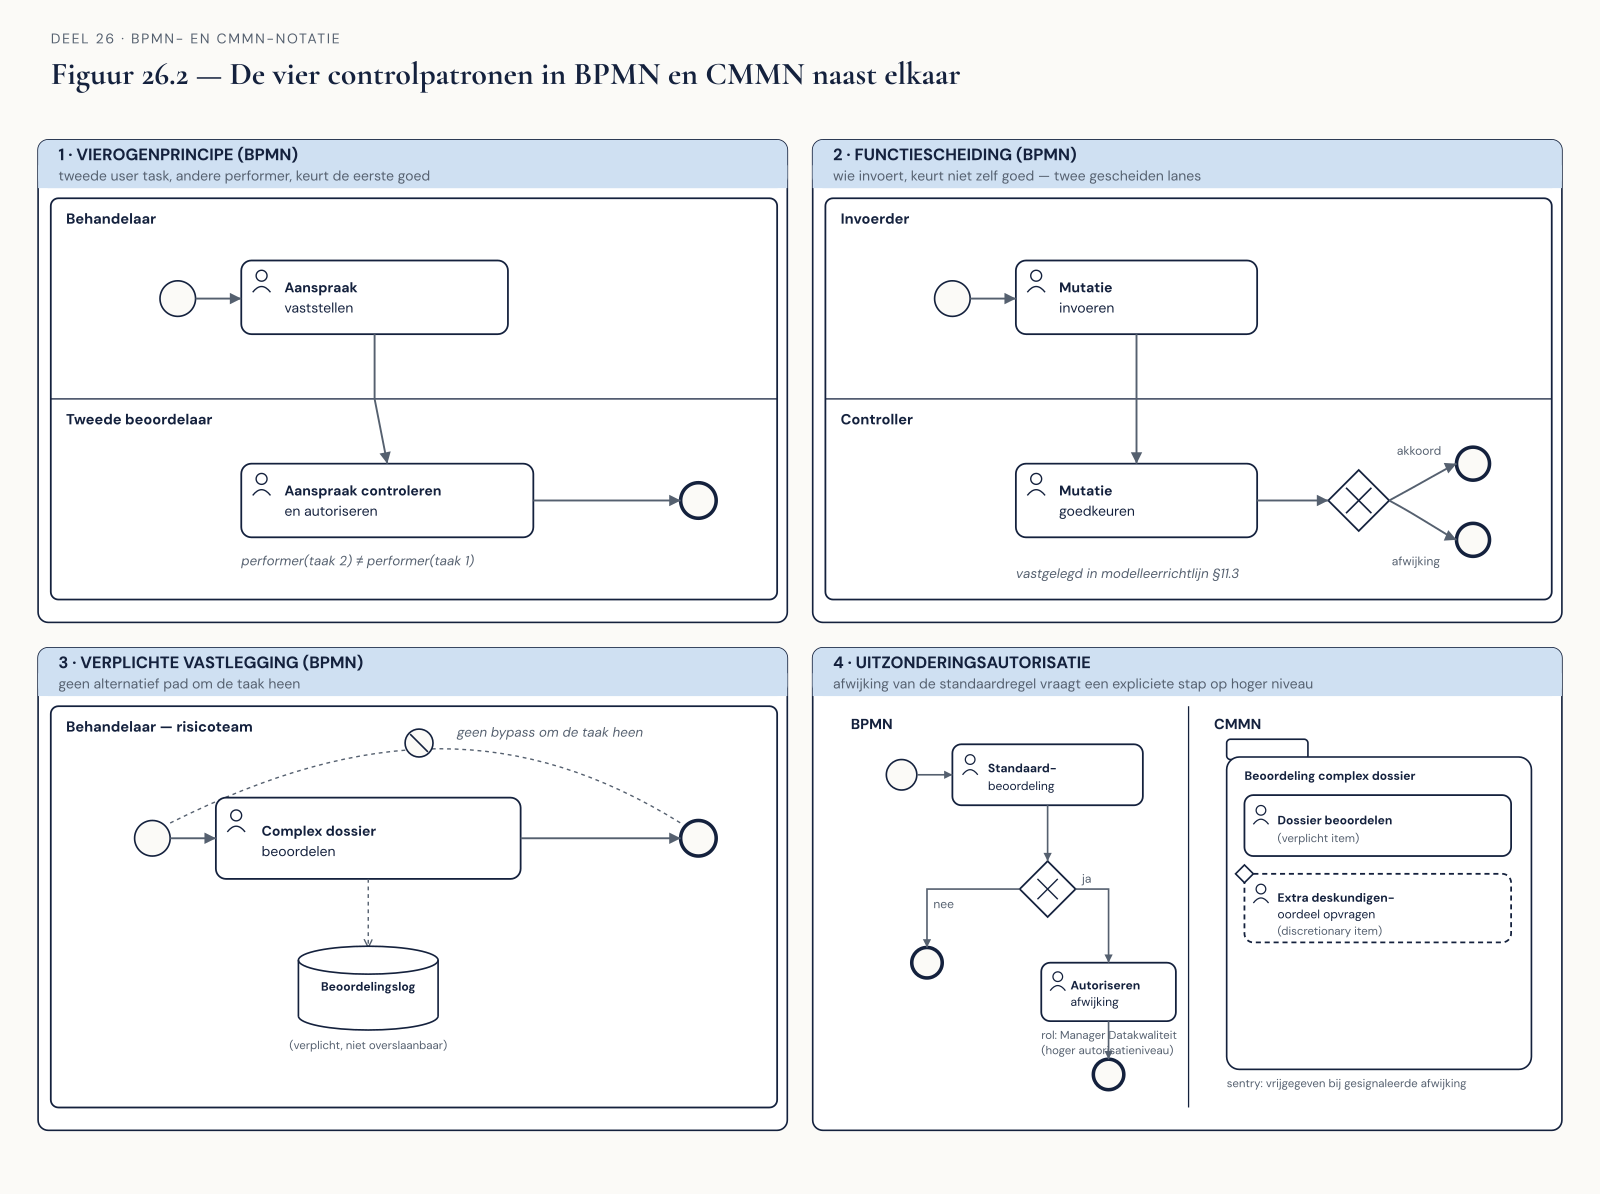 DEEL 26 · BPMN- EN CMMN-NOTATIE
Figuur 26.2 — De vier controlpatronen in BPMN en CMMN naast elkaar
1 · VIEROGENPRINCIPE (BPMN)
tweede user task, andere performer, keurt de eerste goed
Behandelaar
Aanspraak
vaststellen
Tweede beoordelaar
Aanspraak controleren
en autoriseren
performer(taak 2) ≠ performer(taak 1)
2 · FUNCTIESCHEIDING (BPMN)
wie invoert, keurt niet zelf goed — twee gescheiden lanes
Invoerder
Mutatie
invoeren
Controller
Mutatie
goedkeuren
akkoord
afwijking
vastgelegd in modelleerrichtlijn §11.3
3 · VERPLICHTE VASTLEGGING (BPMN)
geen alternatief pad om de taak heen
Behandelaar — risicoteam
geen bypass om de taak heen
Complex dossier
beoordelen
Beoordelingslog
(verplicht, niet overslaanbaar)
4 · UITZONDERINGSAUTORISATIE
afwijking van de standaardregel vraagt een expliciete stap op hoger niveau
BPMN
Standaard-
beoordeling
ja
nee
Autoriseren
afwijking
rol: Manager Datakwaliteit
(hoger autorisatieniveau)
CMMN
Beoordeling complex dossier
Dossier beoordelen
(verplicht item)
Extra deskundigen-
oordeel opvragen
(discretionary item)
sentry: vrijgegeven bij gesignaleerde afwijking